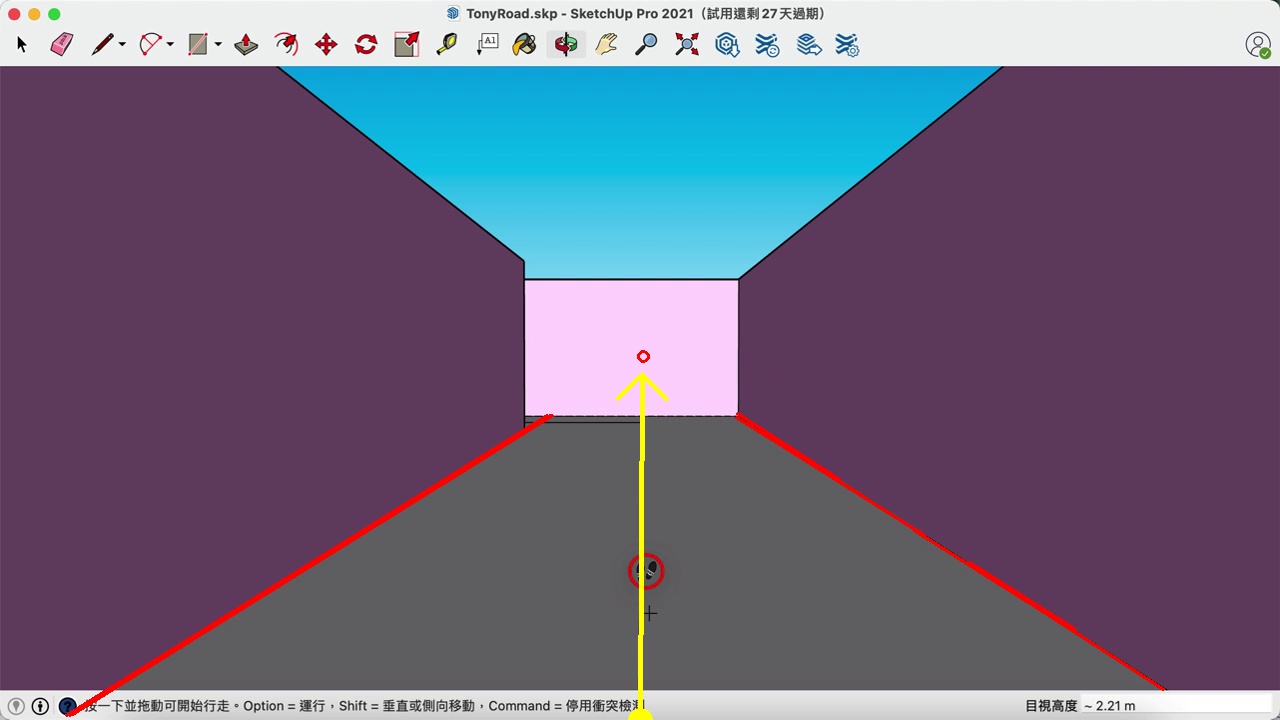 TonyRoad.skp - SketchUp Pro 2021（試用還剩 27 天過期）
A1
按一下並拖動可開始行走。Option = 運行，Shift = 垂直或側向移動，Command = 停用衝突檢測
目視高度 ~ 2.21 m